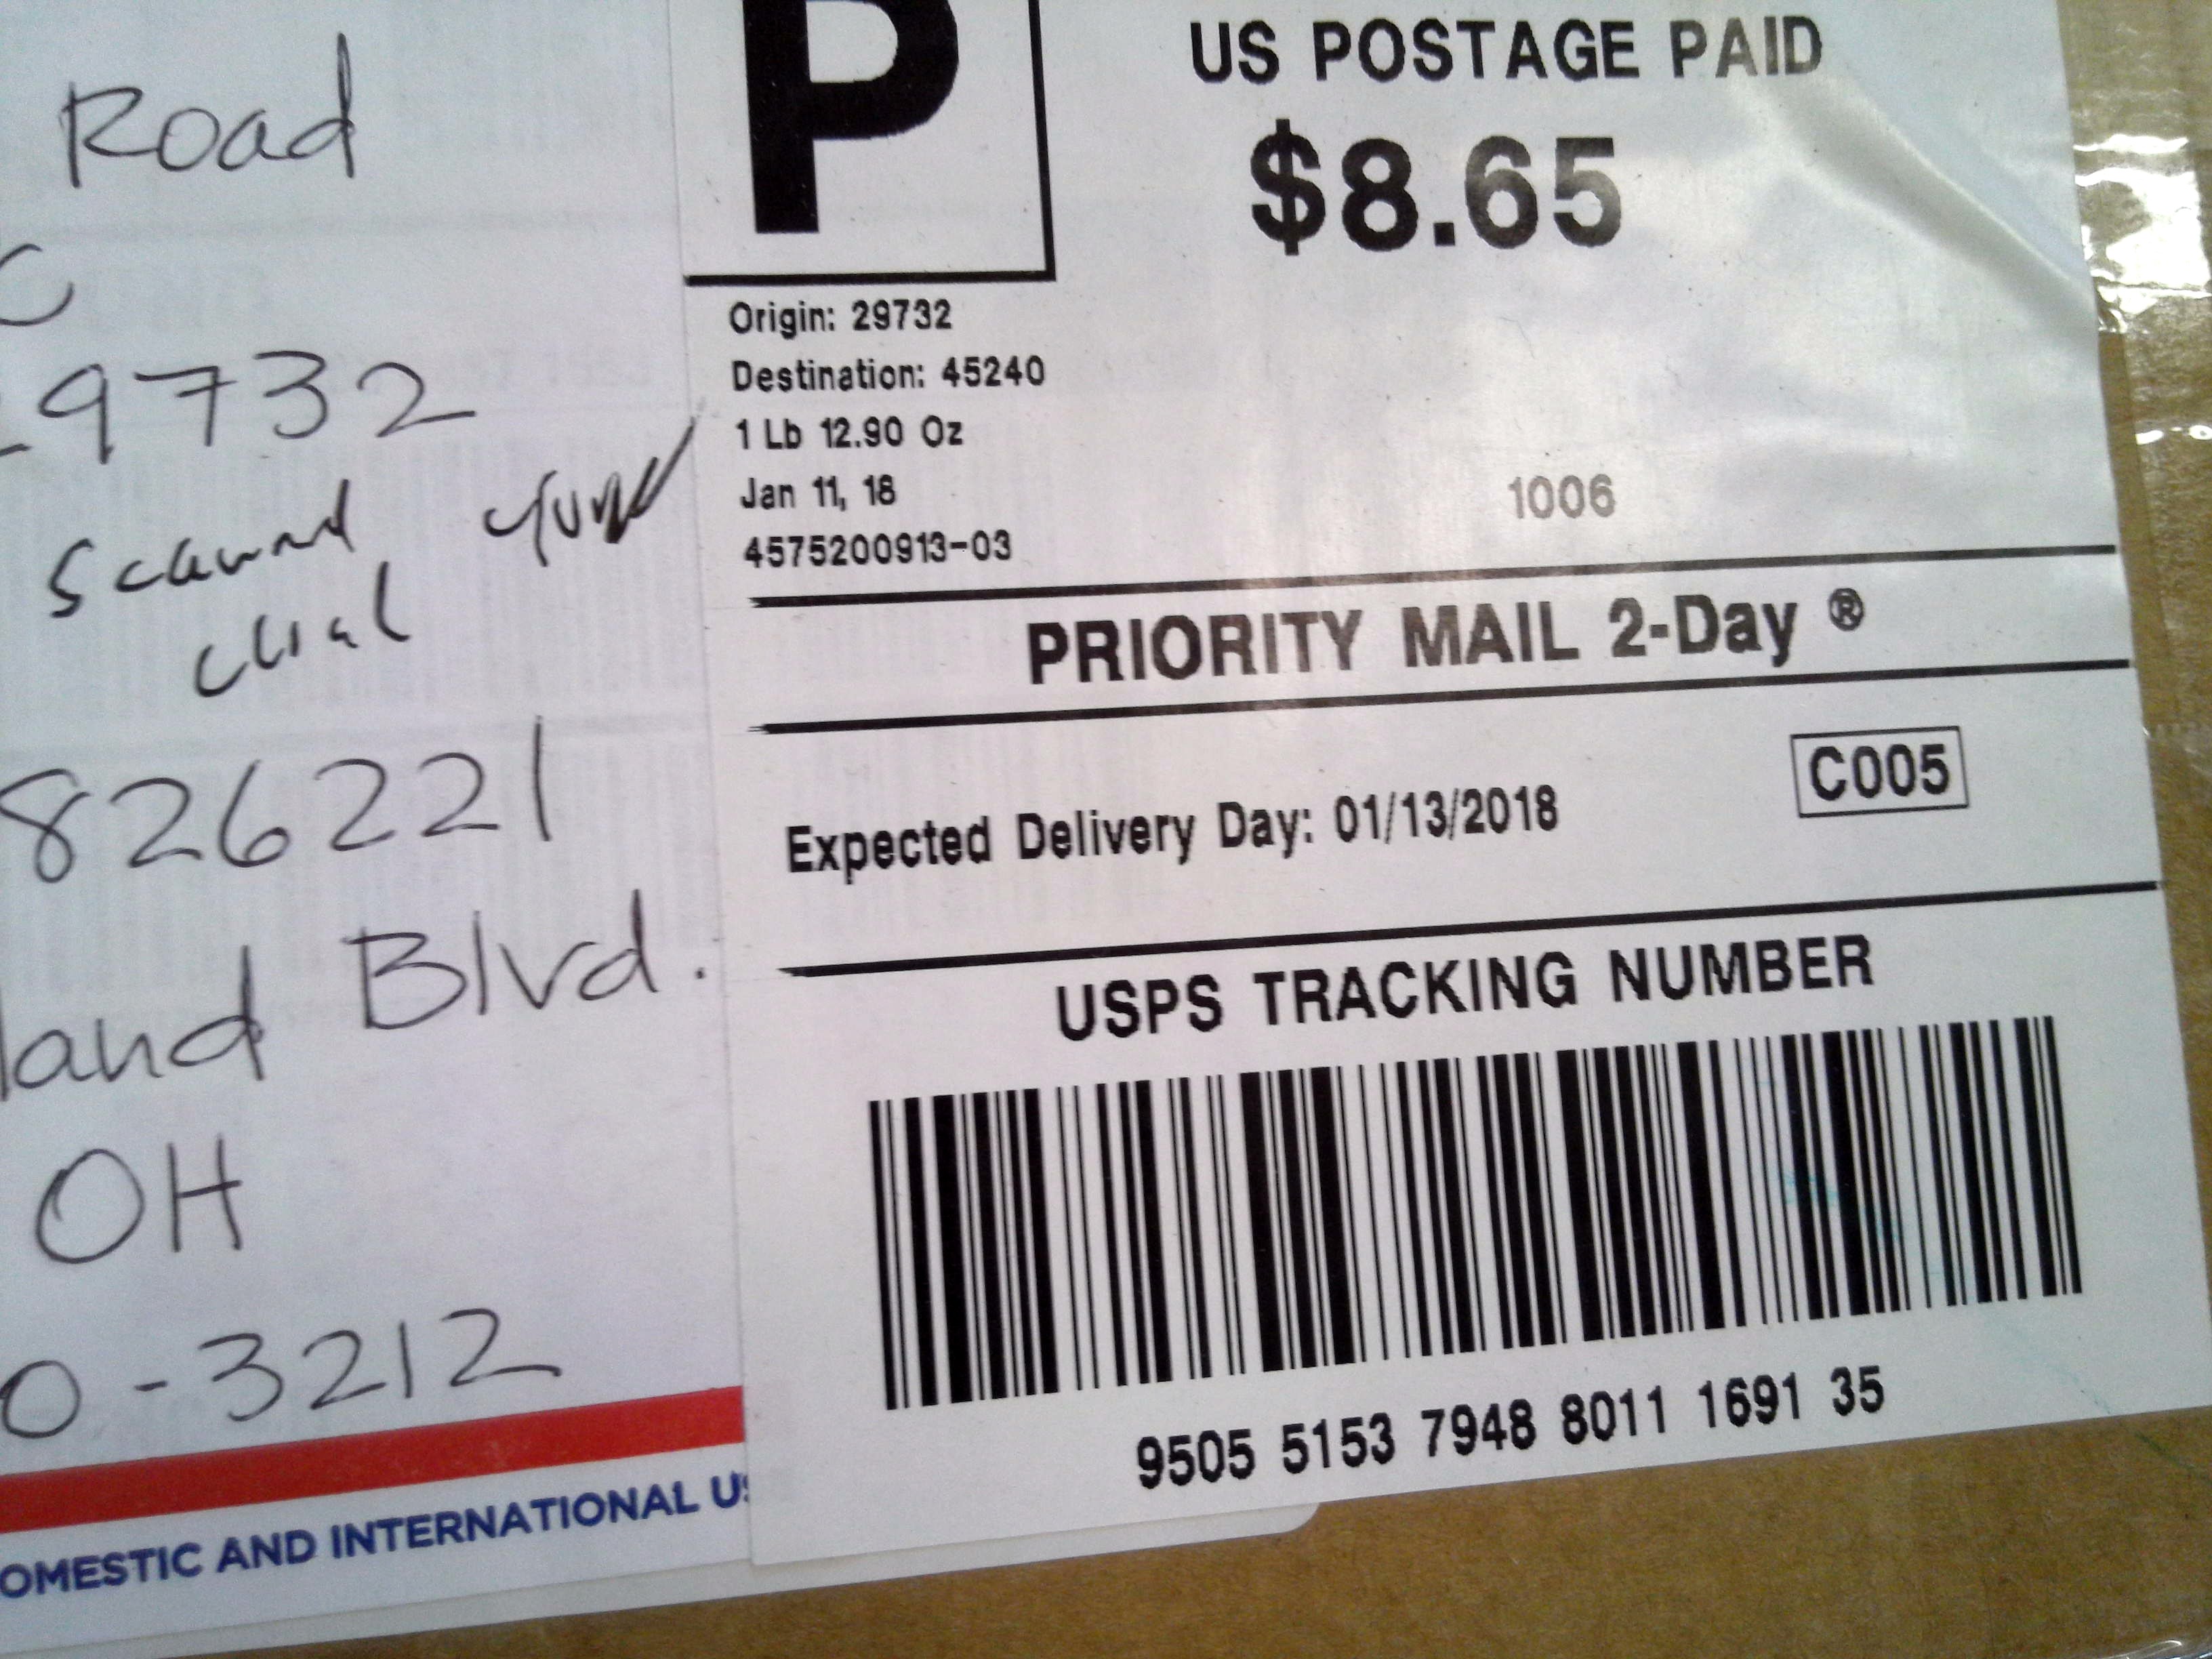 Road
C
29732
Scanned
826221
land Blvd.
OH
0-3212
OMESTIC AND INTERNATIONAL US
P
US POSTAGE PAID
$8.65
Origin: 29732
Destination: 45240
1 Lb 12.90 Oz
Jan 11, 18
4575200913-03
1006
PRIORITY MAIL 2-Day ®
Expected Delivery Day: 01/13/2018
C005
USPS TRACKING NUMBER
9505 5153 7948 8011 1691 35